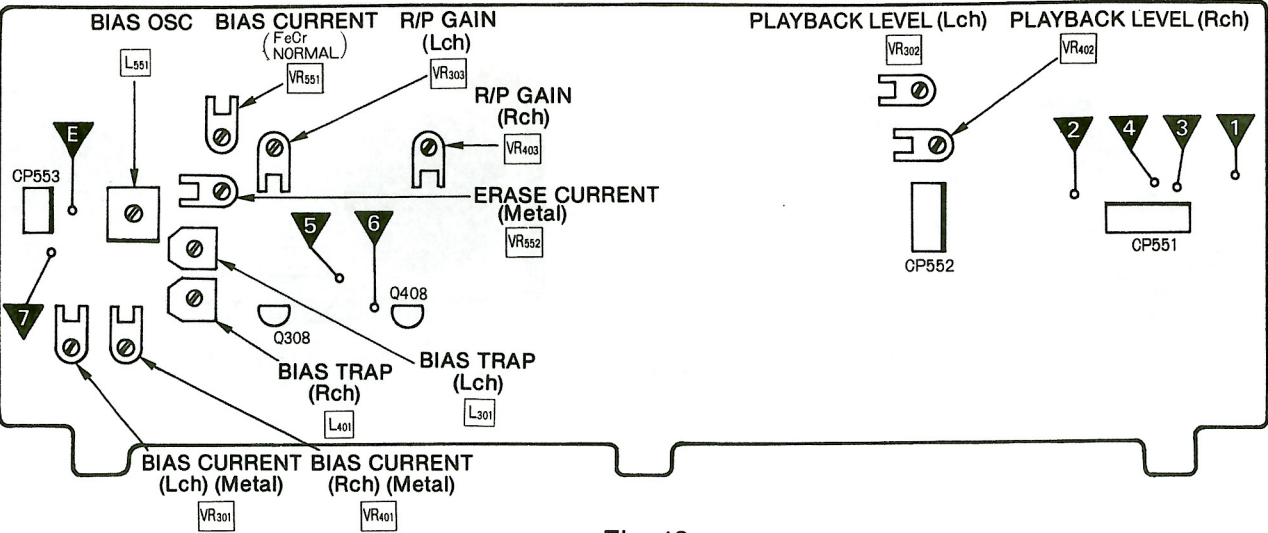 BIAS OSC
L551
BIAS CURRENT
(FeCr
NORMAL)
VR551
R/P GAIN
(Lch)
VR303
R/P GAIN
(Rch)
VR403
PLAYBACK LEVEL (Lch)
VR302
PLAYBACK LEVEL (Rch)
VR402
E
2
4
3
1
CP553
ERASE CURRENT
(Metal)
VR552
5
6
CP551
CP552
7
Q308
Q408
BIAS TRAP
(Lch)
L301
BIAS TRAP
(Rch)
L401
BIAS CURRENT
(Lch) (Metal)
VR301
BIAS CURRENT
(Rch) (Metal)
VR401